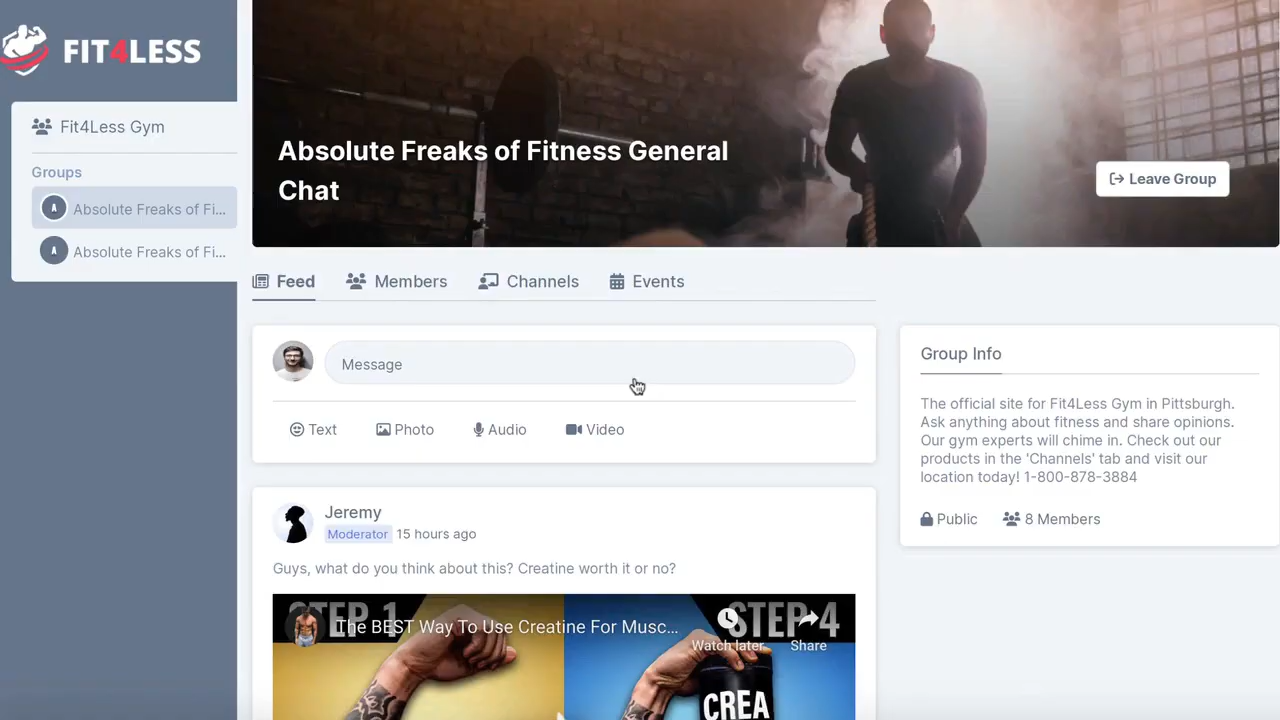 FIT4LESS
Fit4Less Gym
Groups
A
Absolute Freaks of Fi...
A
Absolute Freaks of Fi...
Absolute Freaks of Fitness General
Chat
Leave Group
Feed
Members
Channels
Events
Message
Text
Photo
Audio
Video
Jeremy
Moderator
15 hours ago
Guys, what do you think about this? Creatine worth it or no?
STEP 1
STEP 4
The BEST Way To Use Creatine For Musc...
Watch later
Share
CREA
Group Info
The official site for Fit4Less Gym in Pittsburgh.
Ask anything about fitness and share opinions.
Our gym experts will chime in. Check out our
products in the 'Channels' tab and visit our
location today! 1-800-878-3884
Public
8 Members